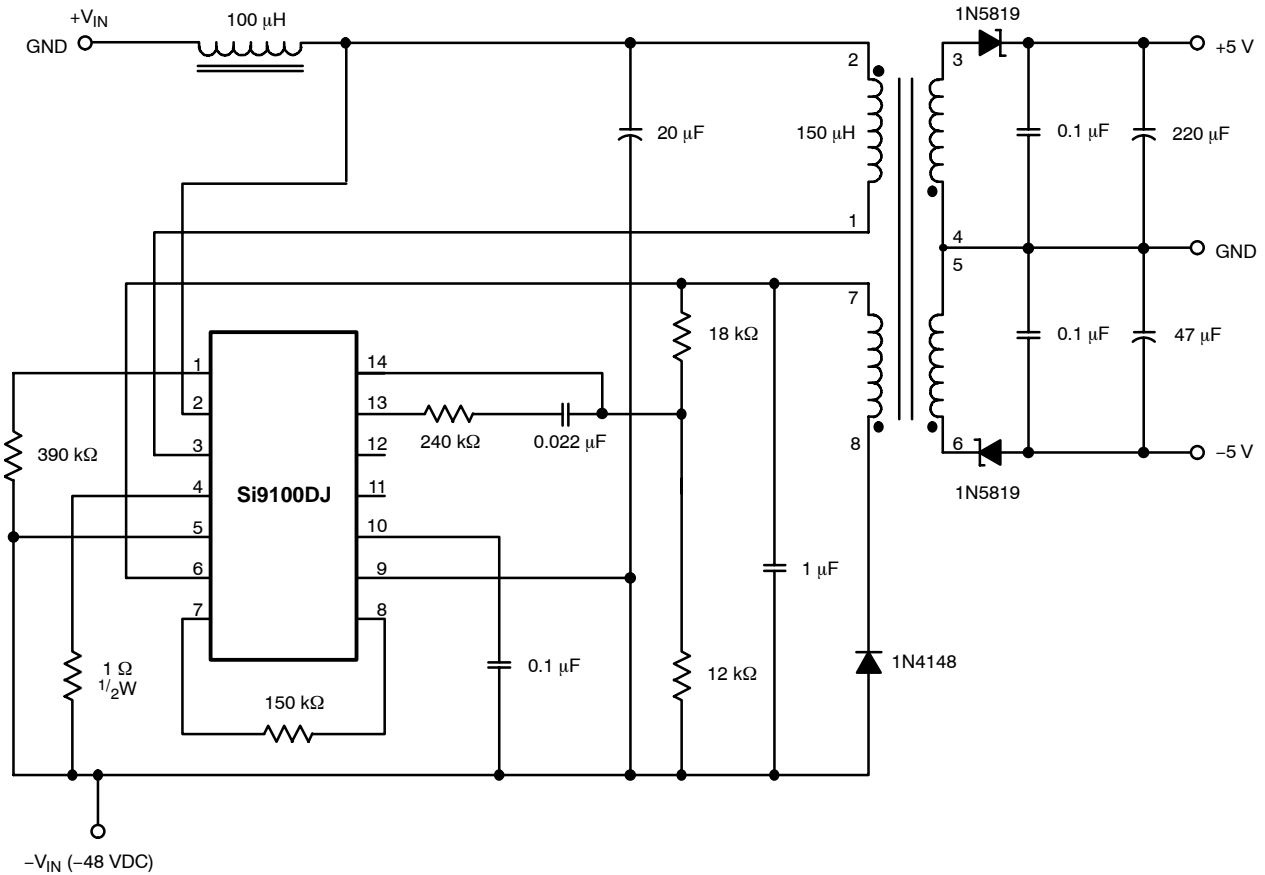 +VIN
GND
100 μH
1N5819
2
3
+5 V
150 μH
20 μF
0.1 μF
220 μF
1
4
GND
5
7
18 kΩ
0.1 μF
47 μF
1
14
2
13
240 kΩ
0.022 μF
390 kΩ
3
12
8
6
−5 V
4
Si9100DJ
11
1N5819
5
10
6
9
1 μF
7
8
1 Ω
1/2W
0.1 μF
12 kΩ
1N4148
150 kΩ
−VIN (−48 VDC)